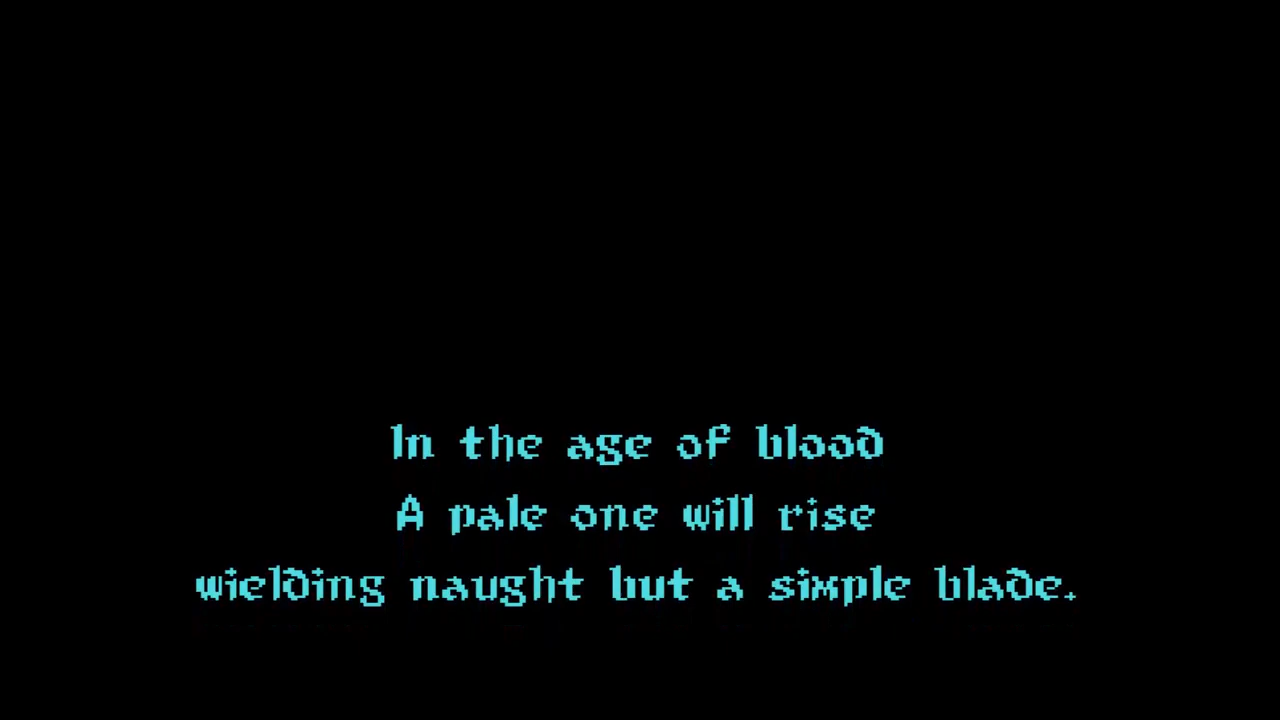 In the age of blood
A pale one will rise
wielding naught but a simple blade.